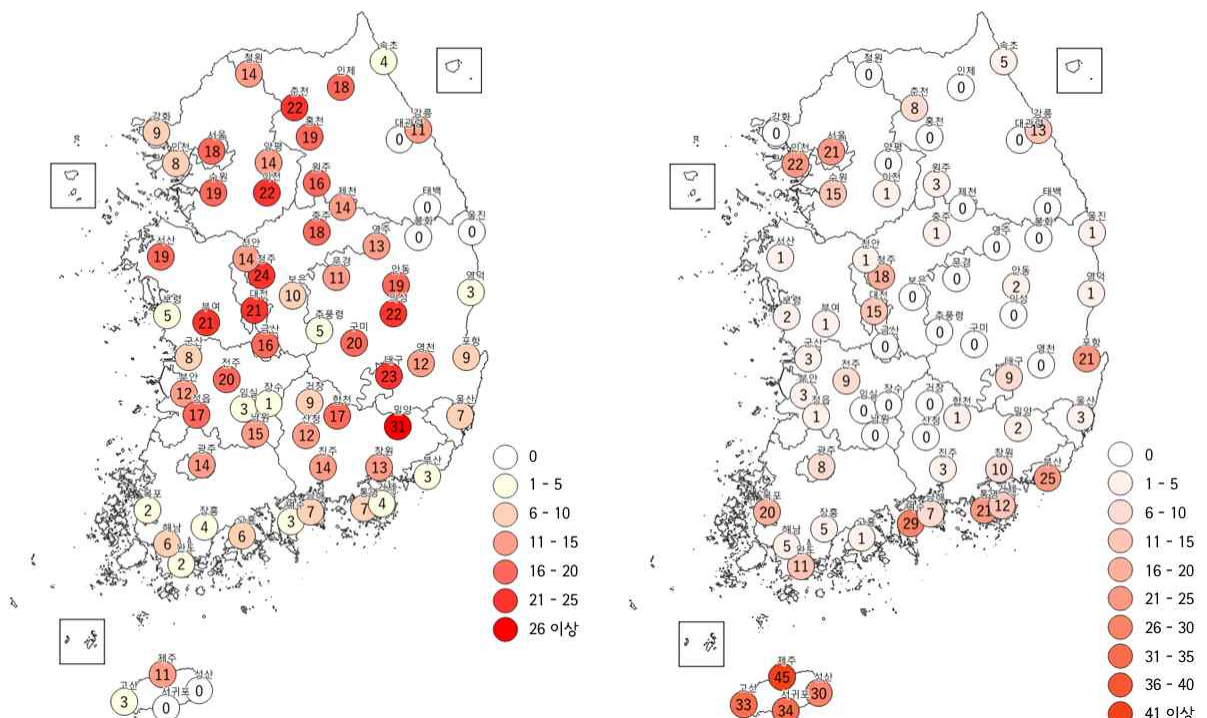 속초
4
철원
14
인제
18
춘천
22
강화
9
홍천
19
강릉
11
대관령
0
서울
18
인천
8
양평
14
수원
19
이천
22
원주
16
제천
14
태백
0
충주
18
봉화
0
울진
0
영주
13
서산
19
천안
14
청주
24
문경
11
보은
10
안동
19
의성
22
영덕
3
보령
5
부여
21
대전
21
추풍령
5
금산
16
구미
20
군산
8
전주
20
대구
23
영천
12
포항
9
부안
12
정읍
17
임실
3
장수
1
거창
9
합천
17
밀양
31
울산
7
남원
15
산청
12
광주
14
진주
14
창원
13
부산
3
목포
2
장흥
4
고흥
6
3
7
7
4
해남
6
완도
2
제주
11
성산
0
고산
3
서귀포
0
0
1 - 5
6 - 10
11 - 15
16 - 20
21 - 25
26 이상
속초
5
철원
0
인제
0
춘천
8
강화
0
홍천
0
강릉
13
대관령
0
서울
21
인천
22
양평
0
수원
15
이천
1
원주
3
제천
0
태백
0
충주
1
봉화
0
울진
1
영주
0
서산
1
천안
1
청주
18
문경
0
보은
0
안동
2
의성
0
영덕
1
보령
2
부여
1
대전
15
추풍령
0
금산
0
구미
0
군산
3
전주
9
대구
9
영천
0
포항
21
부안
3
정읍
1
임실
0
장수
0
거창
0
합천
1
밀양
2
울산
3
남원
0
산청
0
광주
8
진주
3
창원
10
부산
25
목포
20
장흥
5
고흥
1
29
7
21
12
해남
5
완도
11
제주
45
성산
30
고산
33
서귀포
34
0
1 - 5
6 - 10
11 - 15
16 - 20
21 - 25
26 - 30
31 - 35
36 - 40
41 이상